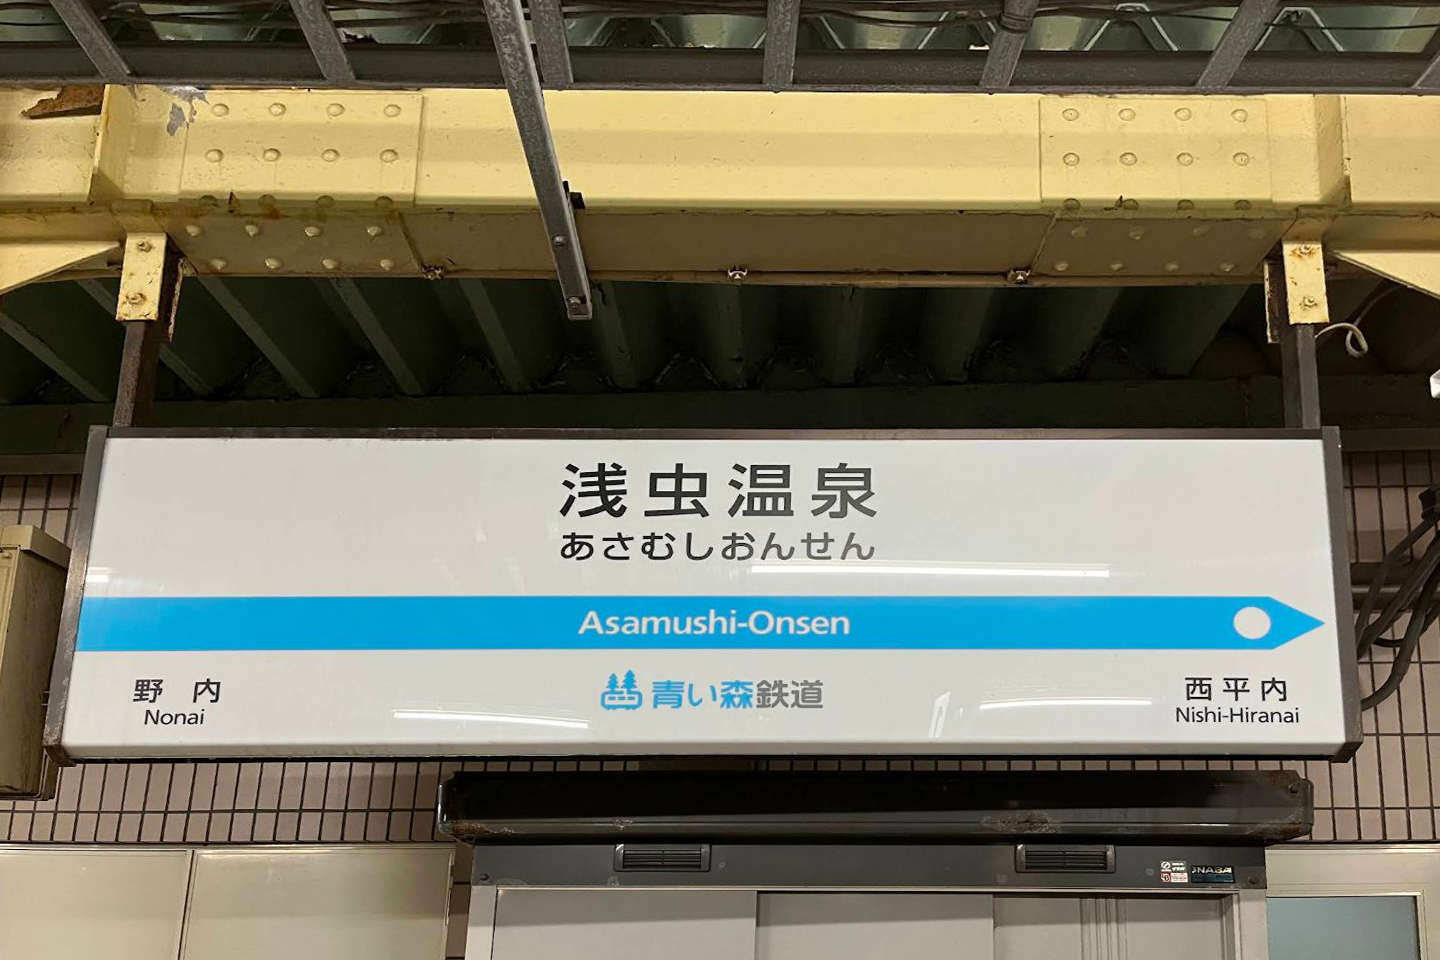 浅虫温泉
あさむしおんせん
Asamushi-Onsen
野 内
Nonai
青い森鉄道
西平内
Nishi-Hiranai
INABA